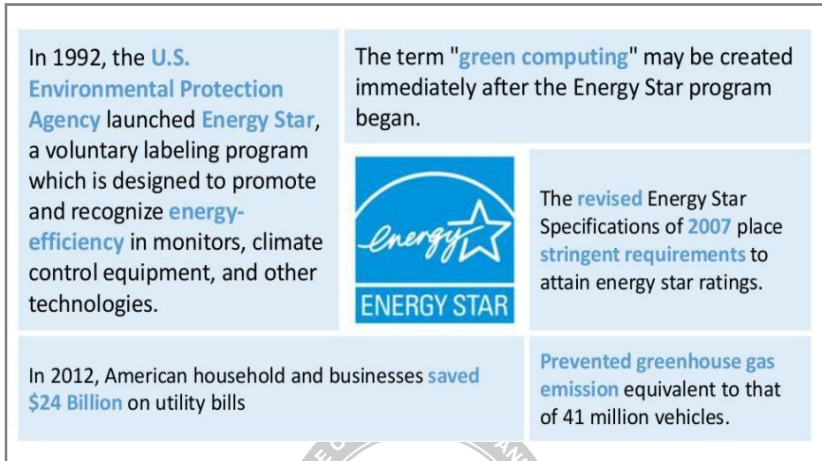 In 1992, the U.S.
Environmental Protection
Agency launched Energy Star,
a voluntary labeling program
which is designed to promote
and recognize energy-
efficiency in monitors, climate
control equipment, and other
technologies.
The term "green computing" may be created
immediately after the Energy Star program
began.
energy
ENERGY STAR
The revised Energy Star
Specifications of 2007 place
stringent requirements to
attain energy star ratings.
In 2012, American household and businesses saved
$24 Billion on utility bills
Prevented greenhouse gas
emission equivalent to that
of 41 million vehicles.